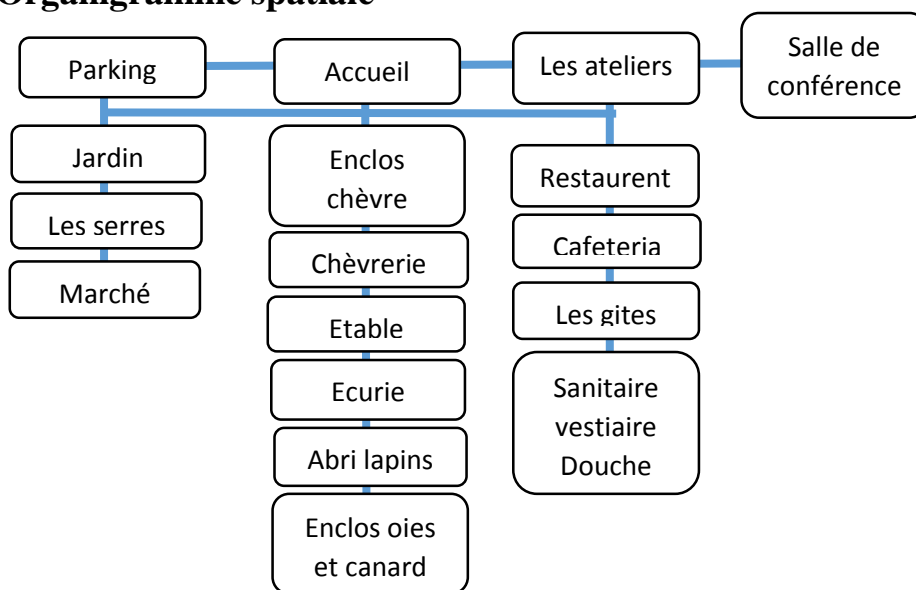 Organigramme spatiale
Parking
Accueil
Les ateliers
Salle de
conférence
Jardin
Les serres
Marché
Enclos
chèvre
Chèvrerie
Etable
Ecurie
Abri lapins
Enclos oies
et canard
Restaurent
Cafeteria
Les gites
Sanitaire
vestiaire
Douche